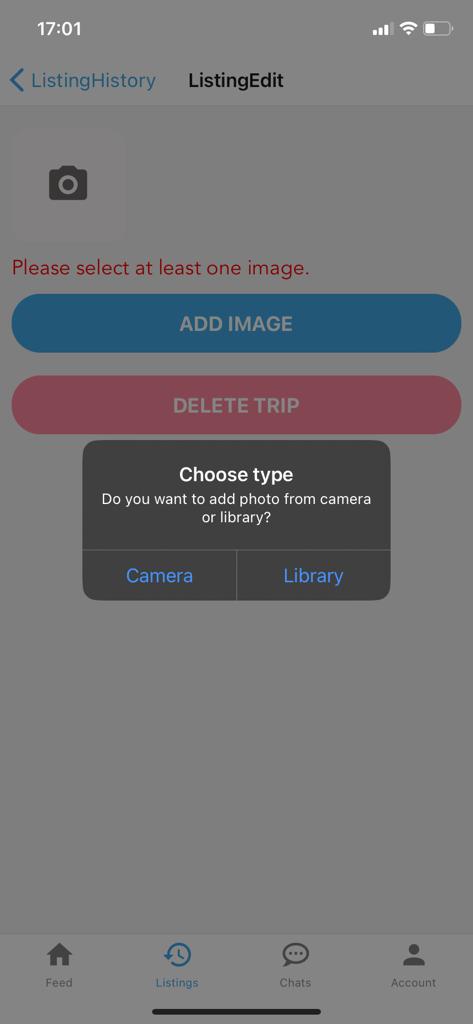 17:01
ListingHistory
ListingEdit
Please select at least one image.
ADD IMAGE
DELETE TRIP
Choose type
Do you want to add photo from camera
or library?
Camera
Library
Feed
Listings
Chats
Account